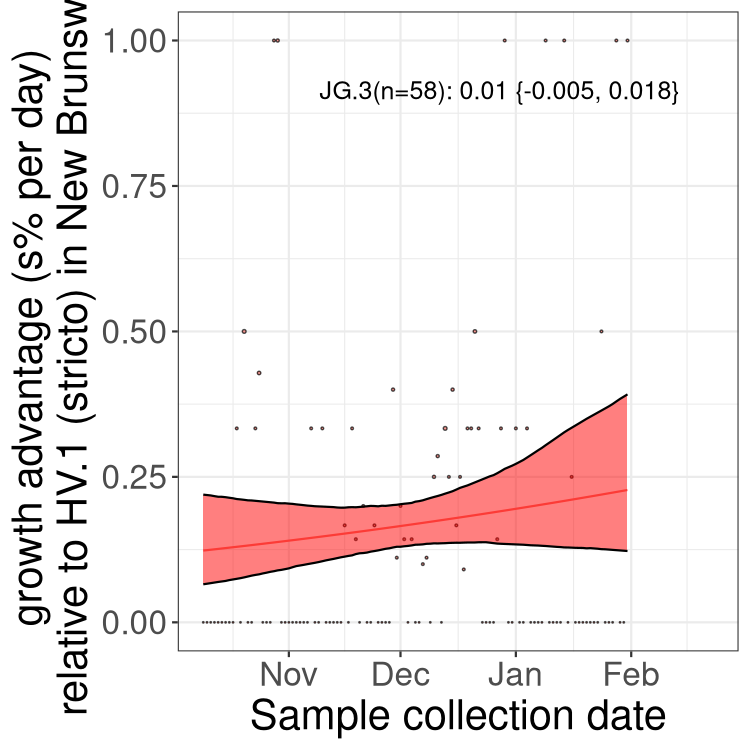 growth advantage (s% per day)
relative to HV.1 (stricto) in New Brunsw
1.00
0.75
0.50
0.25
0.00
JG.3(n=58): 0.01 {-0.005, 0.018}
Nov Dec Jan Feb
Sample collection date